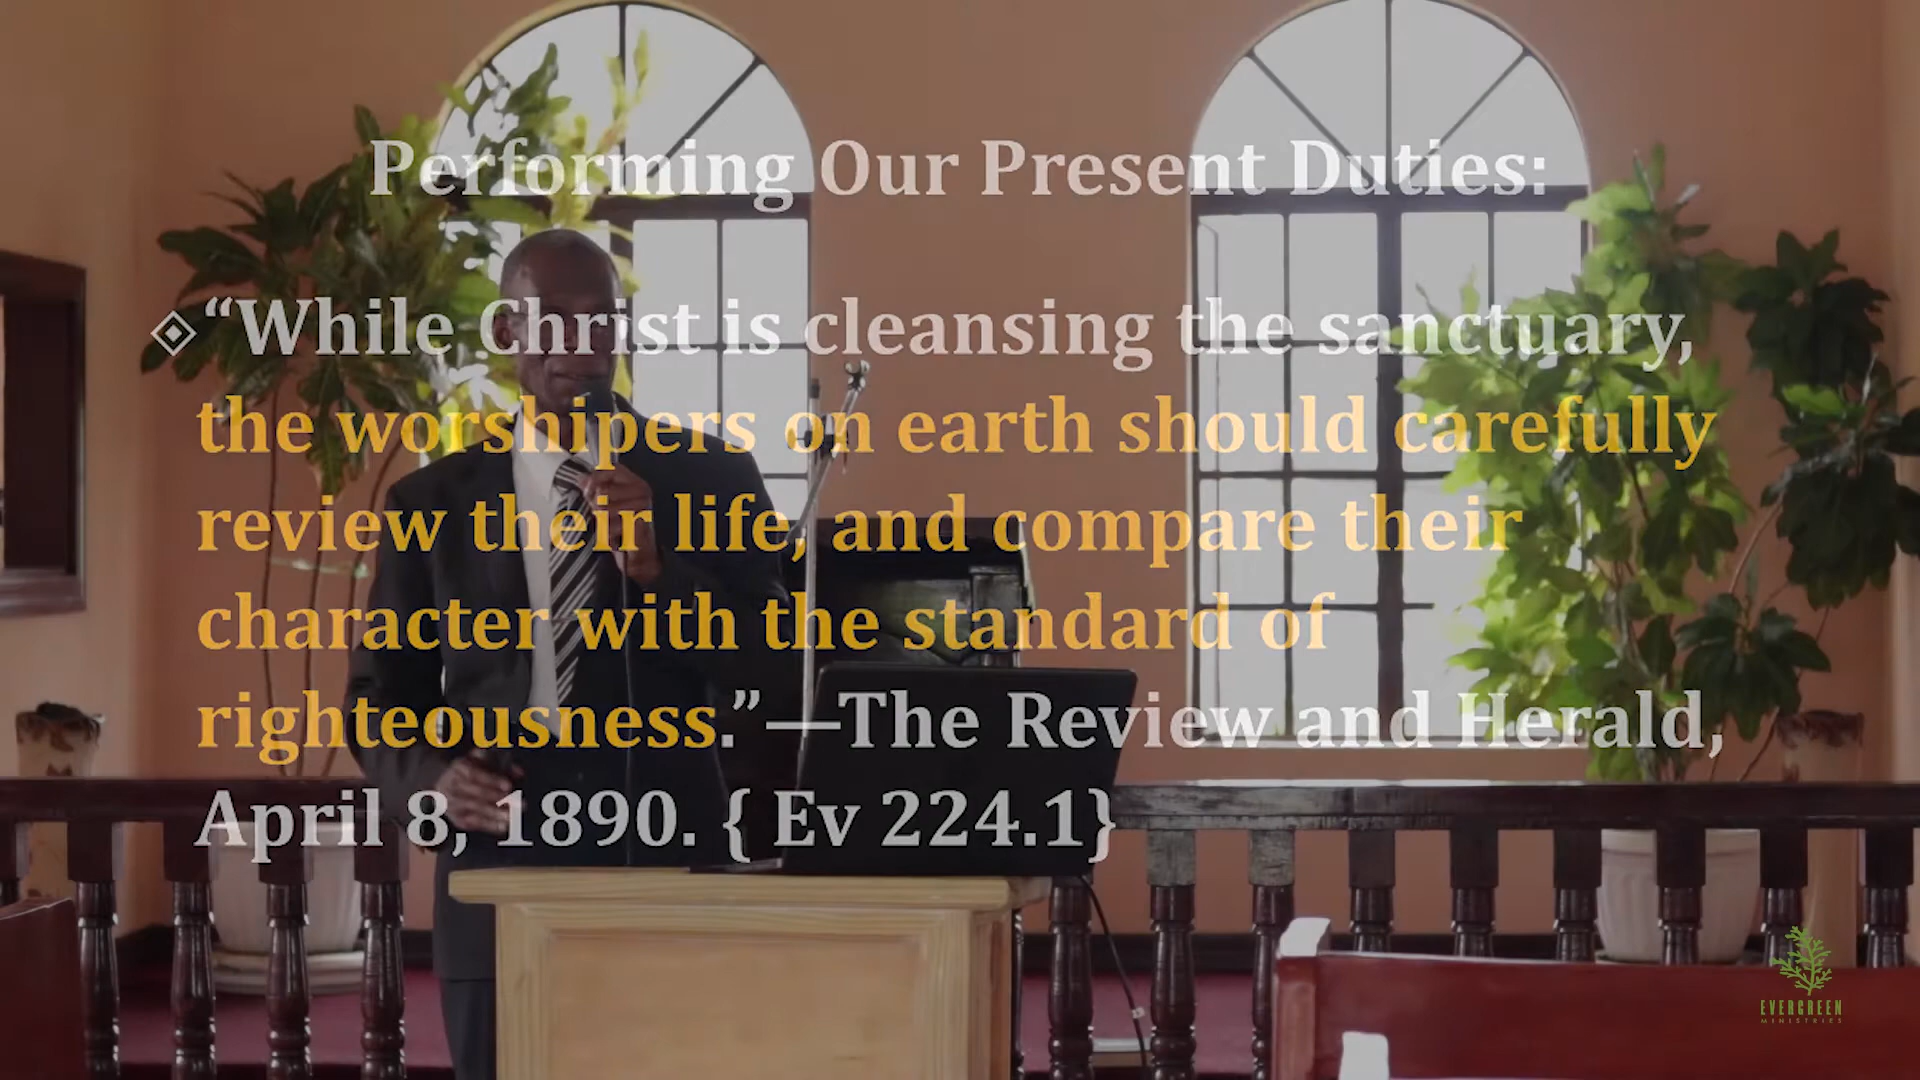 Performing Our Present Duties:
“While Christ is cleansing the sanctuary,
the worshipers on earth should carefully
review their life, and compare their
character with the standard of
righteousness.”—The Review and Herald,
April 8, 1890. { Ev 224.1}
EVERGREEN
MINISTRIES